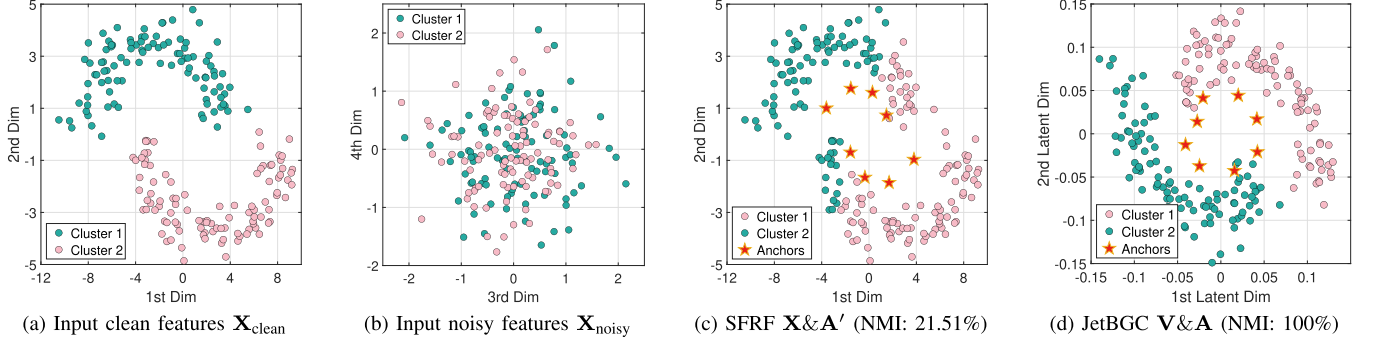 5
3
1
-1
-3
-5
2nd Dim
Cluster 1
Cluster 2
-12
-8
-4
0
4
8
1st Dim
(a) Input clean features X_clean
Cluster 1
Cluster 2
2
1
0
-1
-2
4th Dim
-2
-1
0
1
2
3rd Dim
(b) Input noisy features X_noisy
5
3
1
-1
-3
-5
2nd Dim
Cluster 1
Cluster 2
Anchors
-12
-8
-4
0
4
8
1st Dim
(c) SFRF X&A′ (NMI: 21.51%)
0.15
0.1
0.05
0
-0.05
-0.1
-0.15
2nd Latent Dim
Cluster 1
Cluster 2
Anchors
-0.15
-0.1
-0.05
0
0.05
0.1
1st Latent Dim
(d) JetBGC V&A (NMI: 100%)